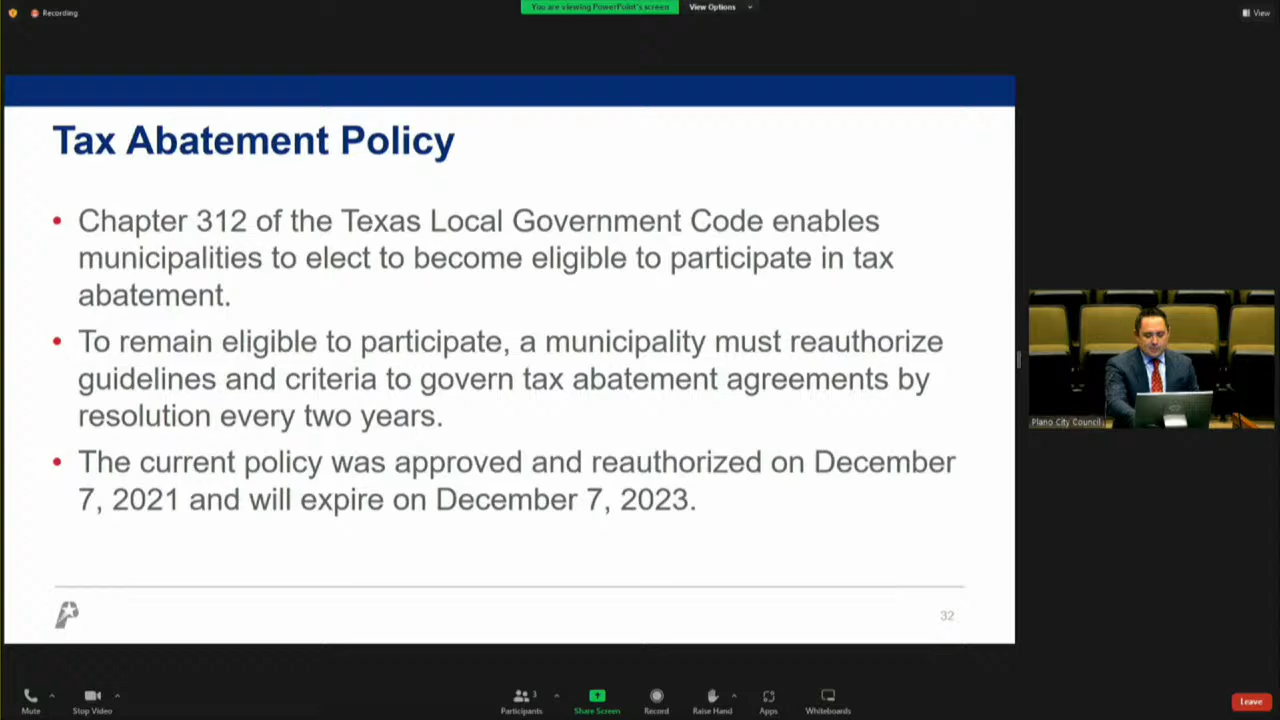 Recording
You are viewing PowerPoint's screen
View Options
View
Tax Abatement Policy
• Chapter 312 of the Texas Local Government Code enables
municipalities to elect to become eligible to participate in tax
abatement.
• To remain eligible to participate, a municipality must reauthorize
guidelines and criteria to govern tax abatement agreements by
resolution every two years.
• The current policy was approved and reauthorized on December
7, 2021 and will expire on December 7, 2023.
32
Plano City Council
Mute
Stop Video
3
Participants
Share Screen
Record
Raise Hand
Apps
Whiteboards
Leave